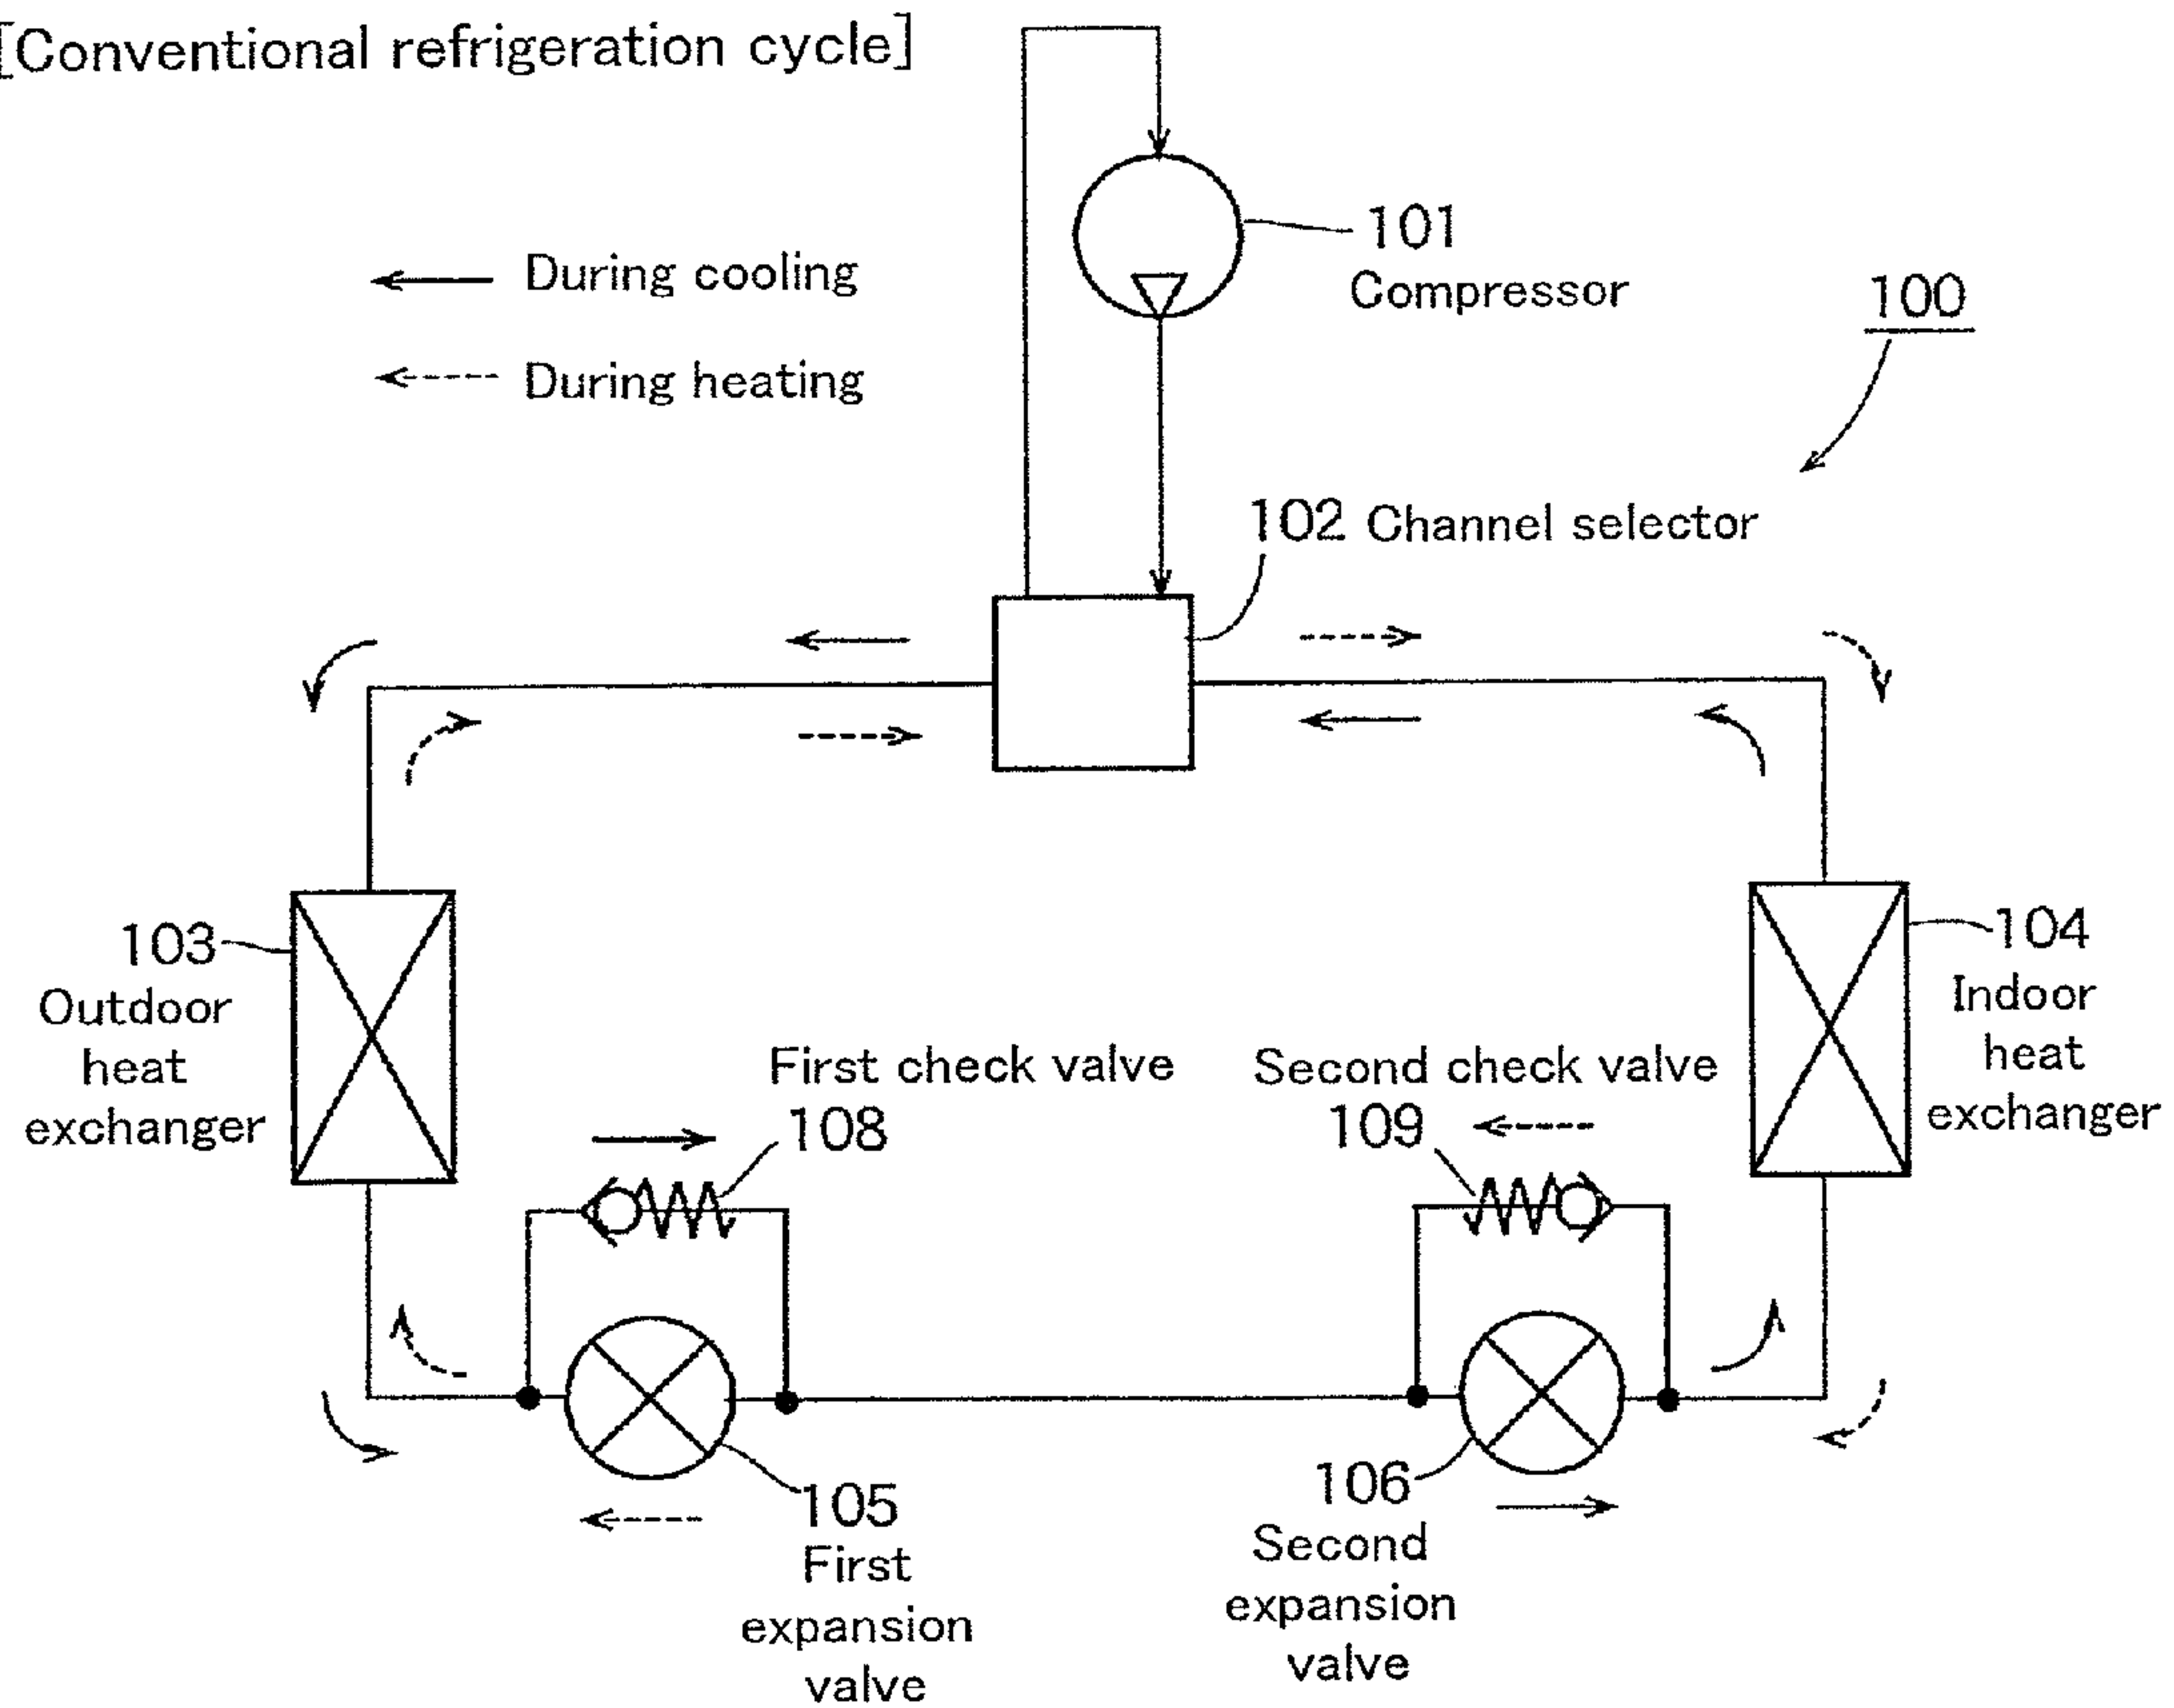 [Conventional refrigeration cycle]
101
Compressor
During cooling
During heating
100
102 Channel selector
103
Outdoor
heat
exchanger
104
Indoor
heat
exchanger
First check valve
108
Second check valve
109
105
First
expansion
valve
106
Second
expansion
valve